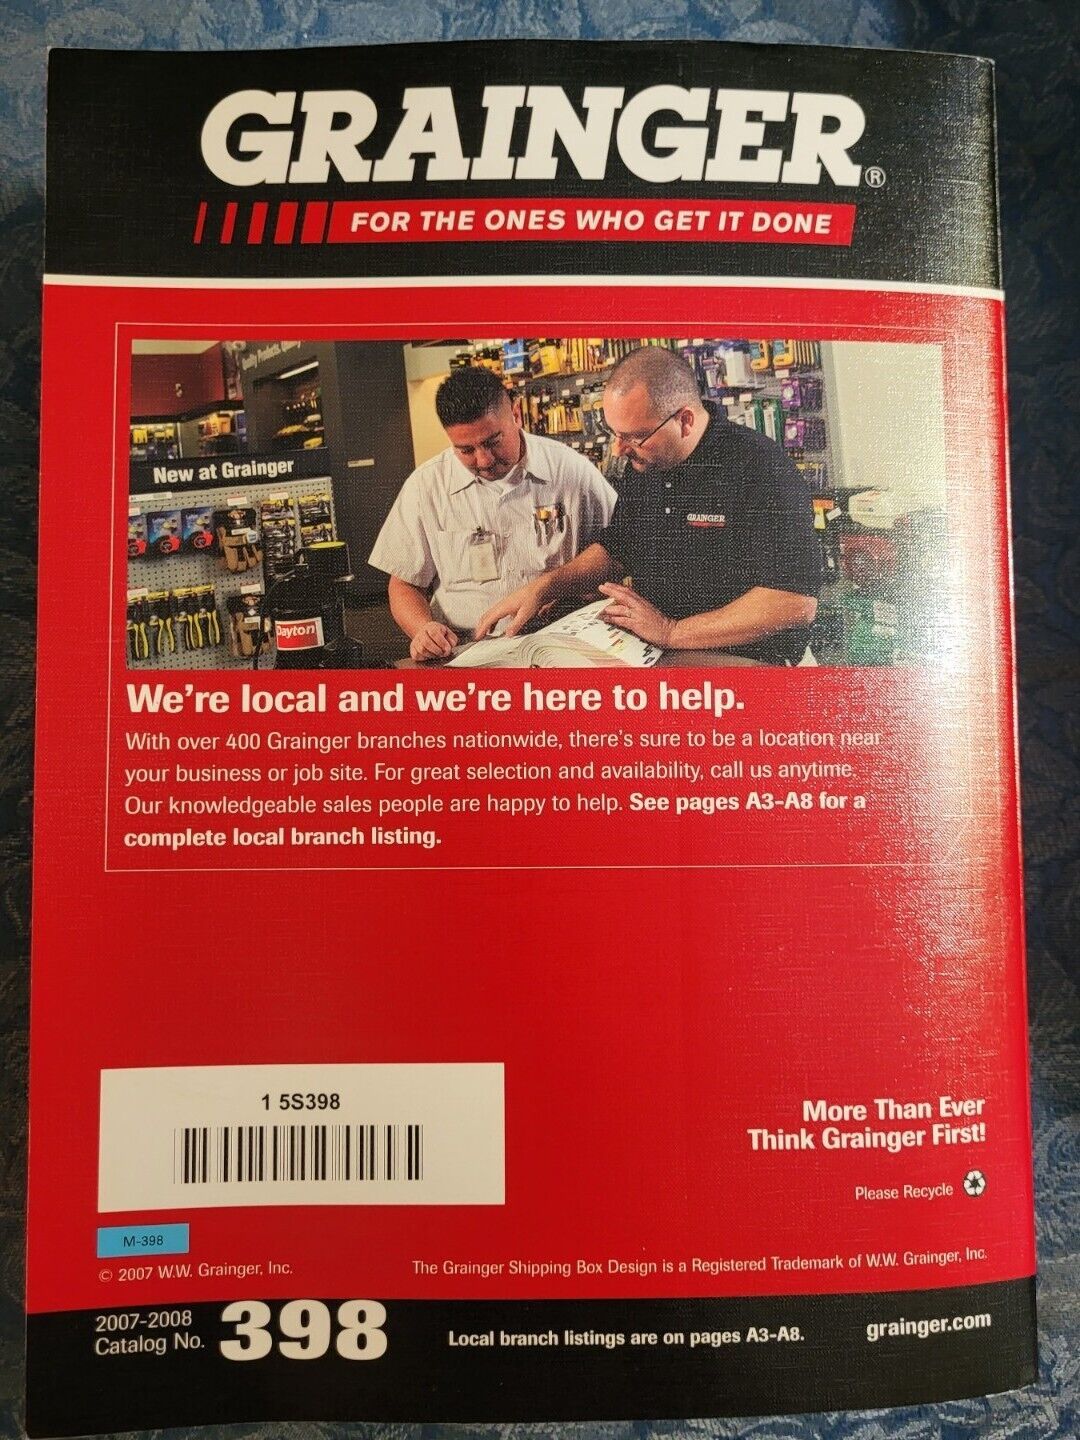 GRAINGER®
FOR THE ONES WHO GET IT DONE
New at Grainger
GRAINGER
Dayton
We're local and we're here to help.
With over 400 Grainger branches nationwide, there's sure to be a location near
your business or job site. For great selection and availability, call us anytime.
Our knowledgeable sales people are happy to help. See pages A3-A8 for a
complete local branch listing.
1 5S398
More Than Ever
Think Grainger First!
Please Recycle
M-398
© 2007 W.W. Grainger, Inc.
The Grainger Shipping Box Design is a Registered Trademark of W.W. Grainger, Inc.
2007-2008
Catalog No. 398
Local branch listings are on pages A3-A8.
grainger.com